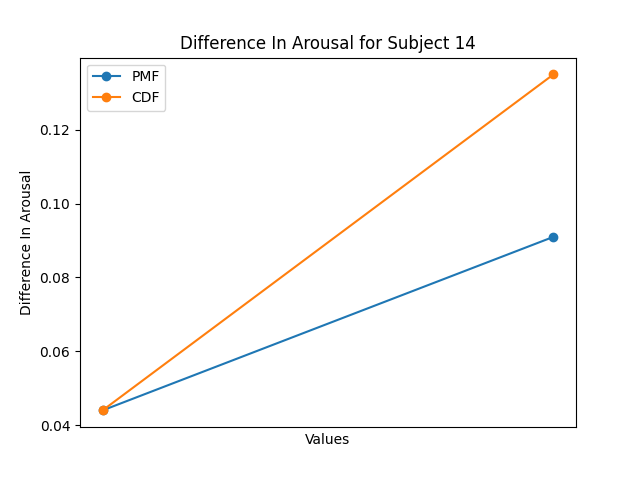 Difference In Arousal for Subject 14
PMF
CDF
0.12
0.10
0.08
0.06
0.04
Difference In Arousal
Values